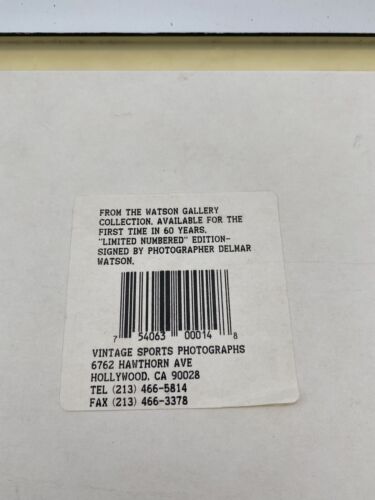 FROM THE WATSON GALLERY
COLLECTION. AVAILABLE FOR THE
FIRST TIME IN 60 YEARS.
"LIMITED NUMBERED" EDITION-
SIGNED BY PHOTOGRAPHER DELMAR
WATSON.
7 54063 00014 8
VINTAGE SPORTS PHOTOGRAPHS
6762 HAWTHORN AVE
HOLLYWOOD, CA 90028
TEL (213) 466-5814
FAX (213) 466-3378